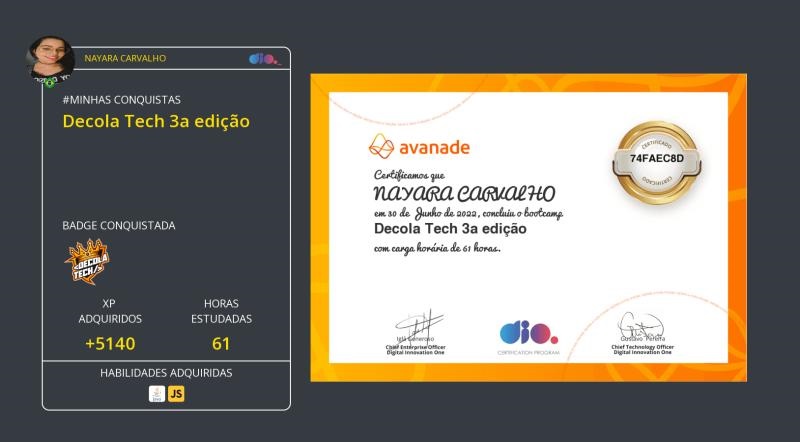 NAYARA CARVALHO
dio.
#MINHAS CONQUISTAS
Decola Tech 3a edição
BADGE CONQUISTADA
<DECOLA
TECH/>
XP
ADQUIRIDOS
+5140
HORAS
ESTUDADAS
61
HABILIDADES ADQUIRIDAS
JS
avanade
CERTIFICADO
74FAEC8D
CERTIFICADO
Certificamos que
NAYARA CARVALHO
em 30 de Junho de 2022, concluiu o bootcamp
Decola Tech 3a edição
com carga horária de 61 horas.
Iglá Generoso
Chief Enterprise Officer
Digital Innovation One
dio.
CERTIFICATION PROGRAM
Gustavo Pereira
Chief Technology Officer
Digital Innovation One